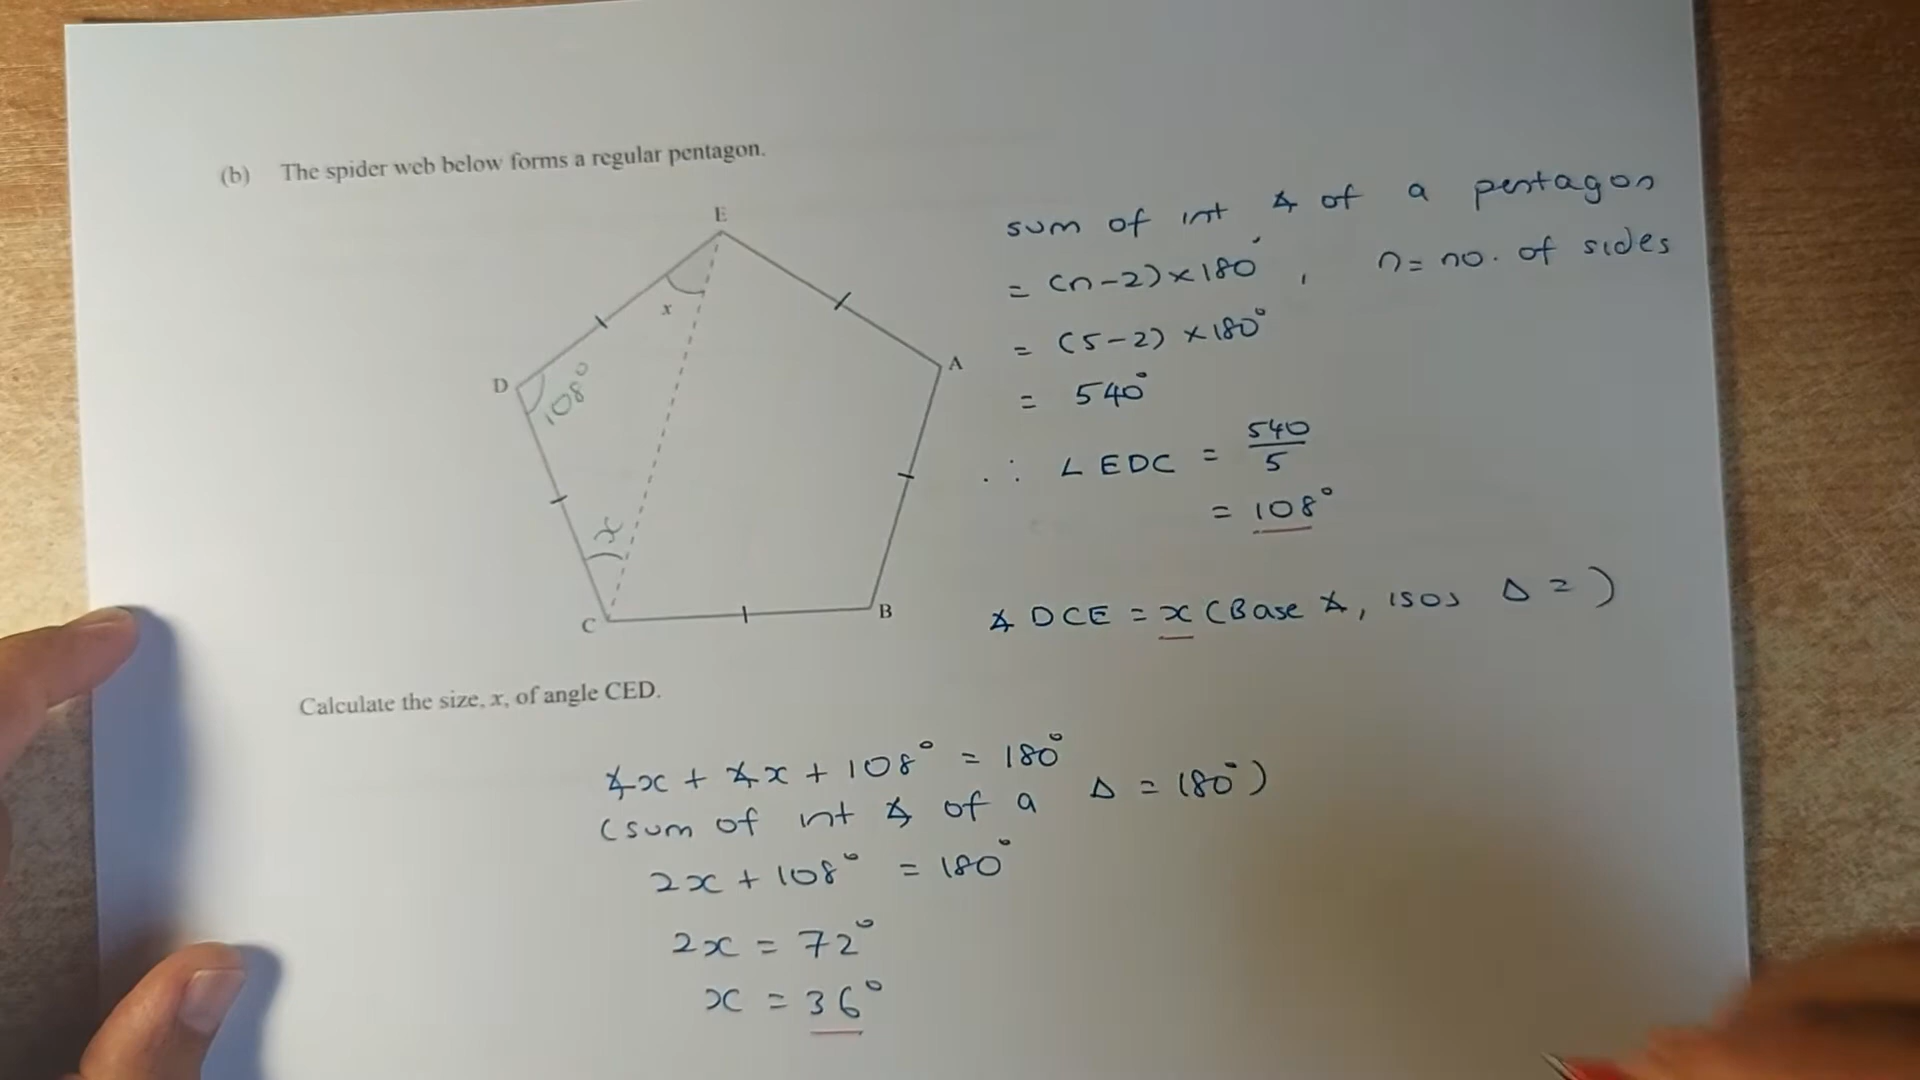 (b) The spider web below forms a regular pentagon.
E
x
D
108°
A
x
C
B
sum of int ∡ of a pentagon
= (n-2)×180°, n= no. of sides
= (5-2) ×180°
= 540°
∴ ∠EDC = 540/5
= 108°
∡DCE = x (Base ∡, isos Δ =)
Calculate the size, x, of angle CED.
∡x + ∡x + 108° = 180°
(sum of int ∡ of a Δ = 180°)
2x + 108° = 180°
2x = 72°
x = 36°